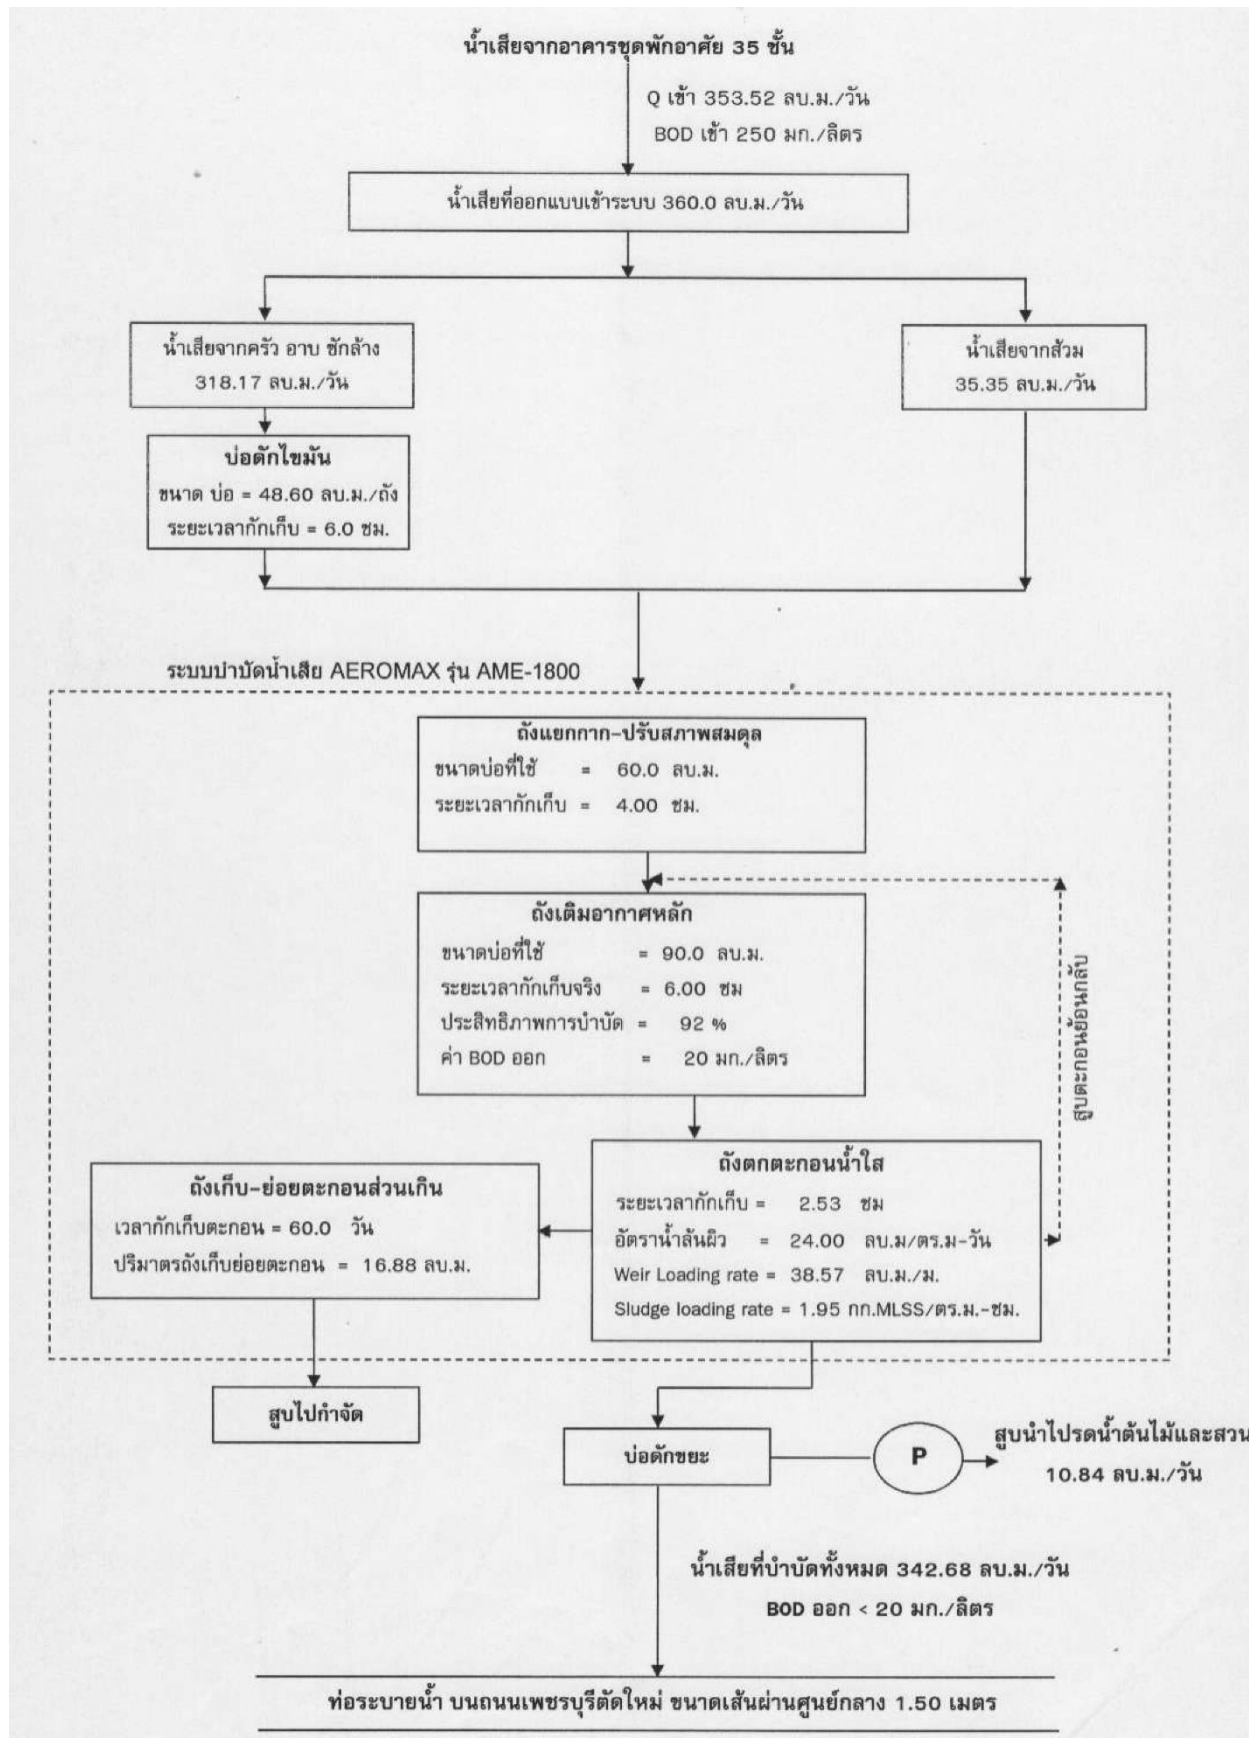 น้ำเสียจากอาคารชุดพักอาศัย 35 ชั้น
Q เข้า 353.52 ลบ.ม./วัน
BOD เข้า 250 มก./ลิตร
น้ำเสียที่ออกแบบเข้าระบบ 360.0 ลบ.ม./วัน
น้ำเสียจากครัว อาบ ซักล้าง
318.17 ลบ.ม./วัน
น้ำเสียจากส้วม
35.35 ลบ.ม./วัน
บ่อดักไขมัน
ขนาด บ่อ = 48.60 ลบ.ม./ถัง
ระยะเวลากักเก็บ = 6.0 ชม.
ระบบบำบัดน้ำเสีย AEROMAX รุ่น AME-1800
ถังแยกกาก-ปรับสภาพสมดุล
ขนาดบ่อที่ใช้ = 60.0 ลบ.ม.
ระยะเวลากักเก็บ = 4.00 ชม.
ถังเติมอากาศหลัก
ขนาดบ่อที่ใช้ = 90.0 ลบ.ม.
ระยะเวลากักเก็บจริง = 6.00 ชม
ประสิทธิภาพการบำบัด = 92 %
ค่า BOD ออก = 20 มก./ลิตร
สูบตะกอนย้อนกลับ
ถังตกตะกอนน้ำใส
ระยะเวลากักเก็บ = 2.53 ชม
อัตราน้ำล้นผิว = 24.00 ลบ.ม/ตร.ม-วัน
Weir Loading rate = 38.57 ลบ.ม./ม.
Sludge loading rate = 1.95 กก.MLSS/ตร.ม.-ชม.
ถังเก็บ-ย่อยตะกอนส่วนเกิน
เวลากักเก็บตะกอน = 60.0 วัน
ปริมาตรถังเก็บย่อยตะกอน = 16.88 ลบ.ม.
สูบไปกำจัด
บ่อดักขยะ
P
สูบนำไปรดน้ำต้นไม้และสวน
10.84 ลบ.ม./วัน
น้ำเสียที่บำบัดทั้งหมด 342.68 ลบ.ม./วัน
BOD ออก < 20 มก./ลิตร
ท่อระบายน้ำ บนถนนเพชรบุรีตัดใหม่ ขนาดเส้นผ่านศูนย์กลาง 1.50 เมตร